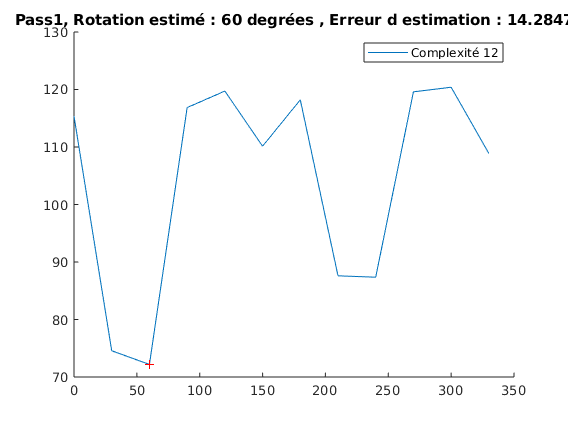 Pass1, Rotation estimé : 60 degrées , Erreur d estimation : 14.2847
130
120
110
100
90
80
70
0 50 100 150 200 250 300 350
Complexité 12